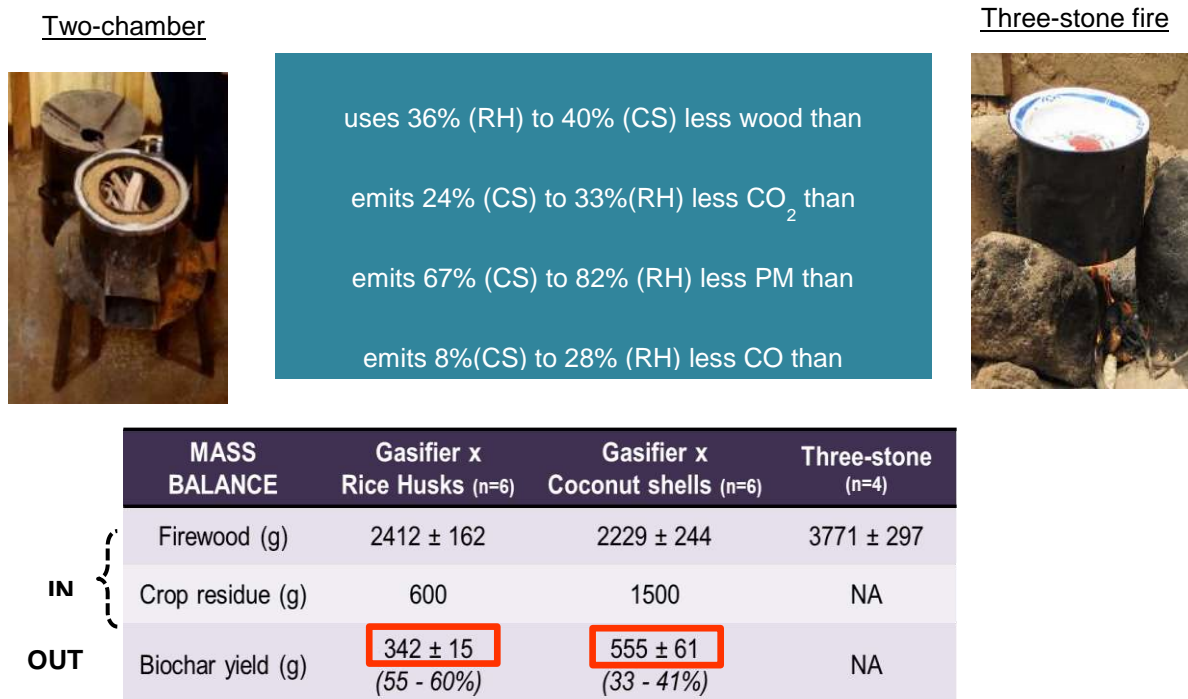 Two-chamber
Three-stone fire
uses 36% (RH) to 40% (CS) less wood than
emits 24% (CS) to 33%(RH) less CO2 than
emits 67% (CS) to 82% (RH) less PM than
emits 8%(CS) to 28% (RH) less CO than
MASS BALANCE Gasifier x Rice Husks (n=6) Gasifier x Coconut shells (n=6) Three-stone (n=4)
IN
Firewood (g) 2412 ± 162 2229 ± 244 3771 ± 297
Crop residue (g) 600 1500 NA
OUT
Biochar yield (g) 342 ± 15 (55 - 60%) 555 ± 61 (33 - 41%) NA